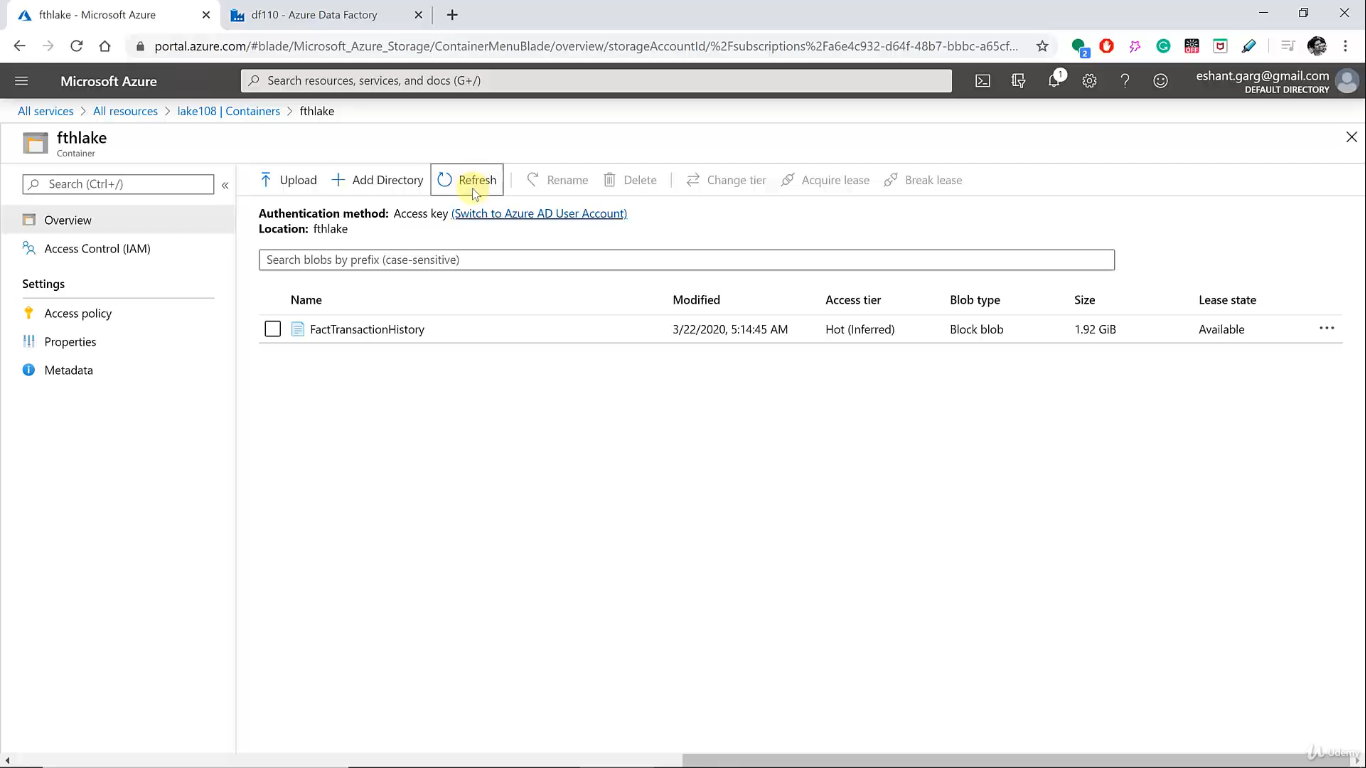 fthlake - Microsoft Azure
df110 - Azure Data Factory
portal.azure.com/#blade/Microsoft_Azure_Storage/ContainerMenuBlade/overview/storageAccountId/%2Fsubscriptions%2Fa6e4c932-d64f-48b7-bbbc-a65cf...
2
OFF
Microsoft Azure
Search resources, services, and docs (G+/)
1
eshant.garg@gmail.com
DEFAULT DIRECTORY
All services > All resources > lake108 | Containers > fthlake
fthlake
Container
Search (Ctrl+/)
«
Overview
Access Control (IAM)
Settings
Access policy
Properties
Metadata
Upload
Add Directory
Refresh
Rename
Delete
Change tier
Acquire lease
Break lease
Authentication method: Access key (Switch to Azure AD User Account)
Location: fthlake
Search blobs by prefix (case-sensitive)
Name Modified Access tier Blob type Size Lease state
FactTransactionHistory 3/22/2020, 5:14:45 AM Hot (Inferred) Block blob 1.92 GiB Available ...
Udemy